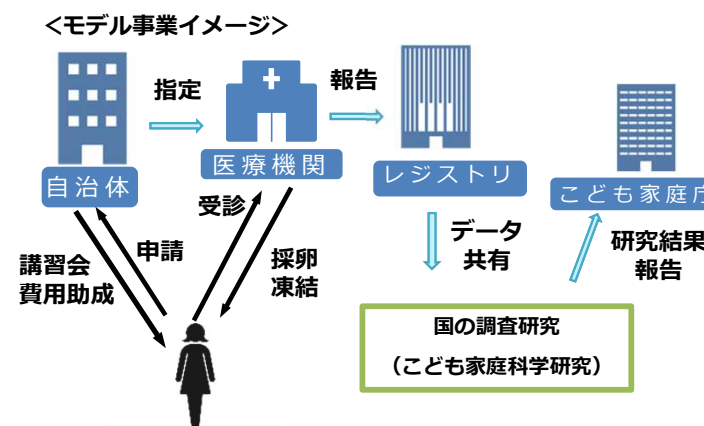 ＜モデル事業イメージ＞
指定
報告
自治体
医療機関
レジストリ
こども家庭庁
受診
申請
講習会
費用助成
採卵
凍結
データ
共有
研究結果
報告
国の調査研究
（こども家庭科学研究）